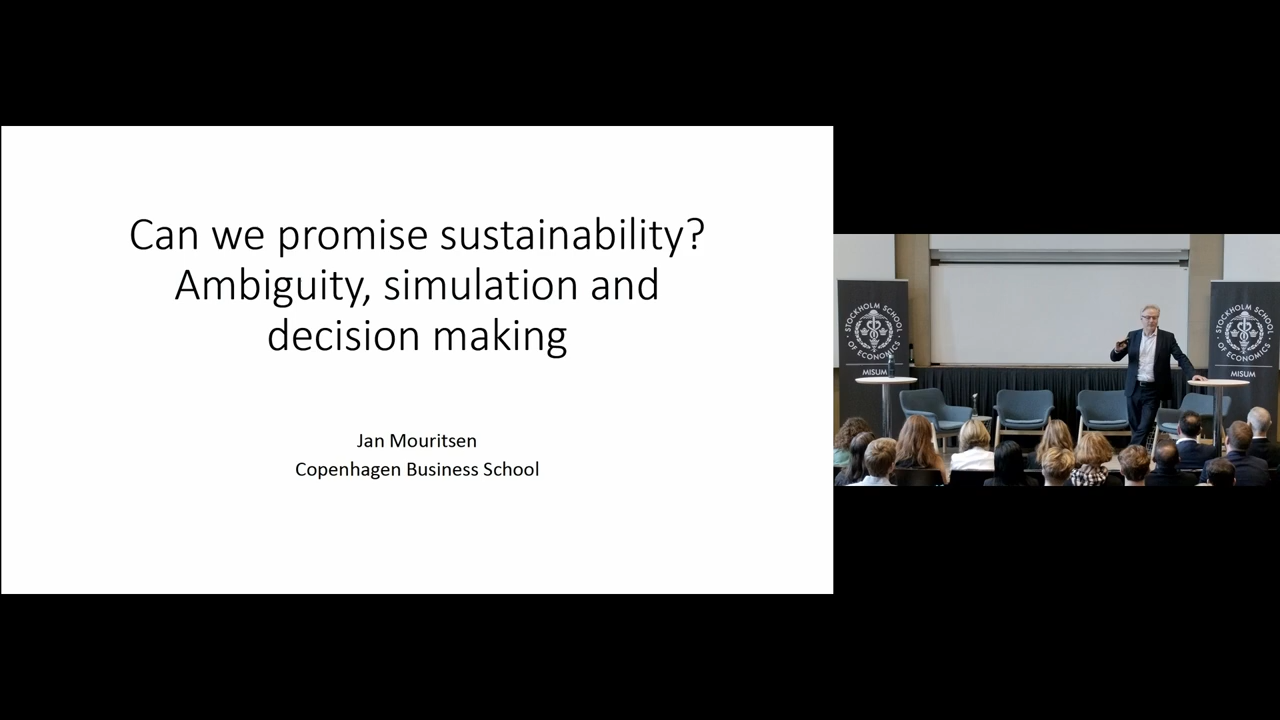 Can we promise sustainability?
Ambiguity, simulation and
decision making
Jan Mouritsen
Copenhagen Business School
STOCKHOLM SCHOOL
OF ECONOMICS
MISUM
STOCKHOLM SCHOOL
OF ECONOMICS
MISUM